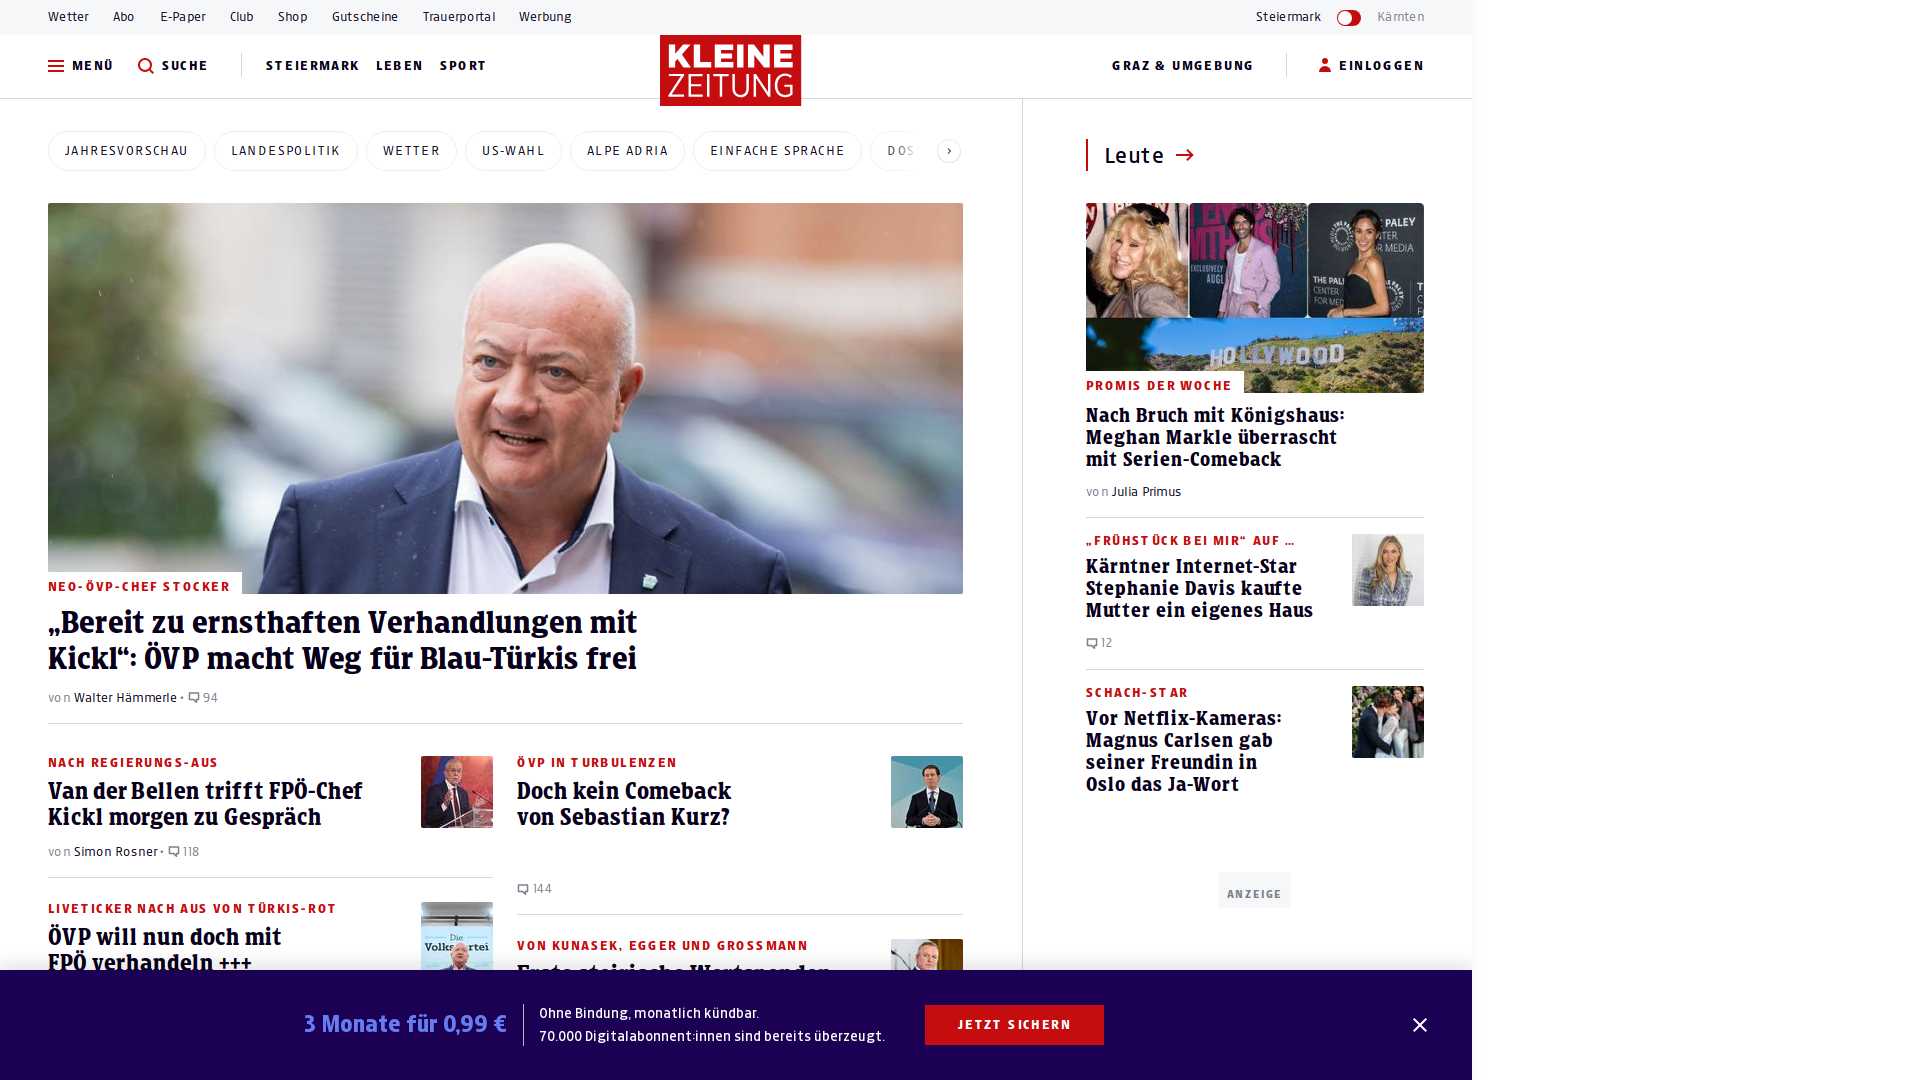 Wetter Abo E-Paper Club Shop Gutscheine Trauerportal Werbung Steiermark Kärnten
MENÜ SUCHE STEIERMARK LEBEN SPORT KLEINE ZEITUNG GRAZ & UMGEBUNG EINLOGGEN
JAHRESVORSCHAU LANDESPOLITIK WETTER US-WAHL ALPE ADRIA EINFACHE SPRACHE DOS
NEO-ÖVP-CHEF STOCKER
„Bereit zu ernsthaften Verhandlungen mit
Kickl“: ÖVP macht Weg für Blau-Türkis frei
von Walter Hämmerle • 94
NACH REGIERUNGS-AUS
Van der Bellen trifft FPÖ-Chef
Kickl morgen zu Gespräch
von Simon Rosner • 118
LIVETICKER NACH AUS VON TÜRKIS-ROT
ÖVP will nun doch mit
FPÖ verhandeln +++
Die
ÖVP IN TURBULENZEN
Doch kein Comeback
von Sebastian Kurz?
144
VON KUNASEK, EGGER UND GROSSMANN
Leute
THE PALEY
CENTER
FOR MEDIA
HOLLYWOOD
PROMIS DER WOCHE
Nach Bruch mit Königshaus:
Meghan Markle überrascht
mit Serien-Comeback
von Julia Primus
„FRÜHSTÜCK BEI MIR“ AUF ...
Kärntner Internet-Star
Stephanie Davis kaufte
Mutter ein eigenes Haus
12
SCHACH-STAR
Vor Netflix-Kameras:
Magnus Carlsen gab
seiner Freundin in
Oslo das Ja-Wort
ANZEIGE
3 Monate für 0,99 €
Ohne Bindung, monatlich kündbar.
70.000 Digitalabonnent:innen sind bereits überzeugt.
JETZT SICHERN